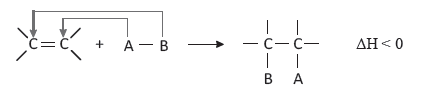 C=C + A — B → — C — C — ΔH < 0
B A